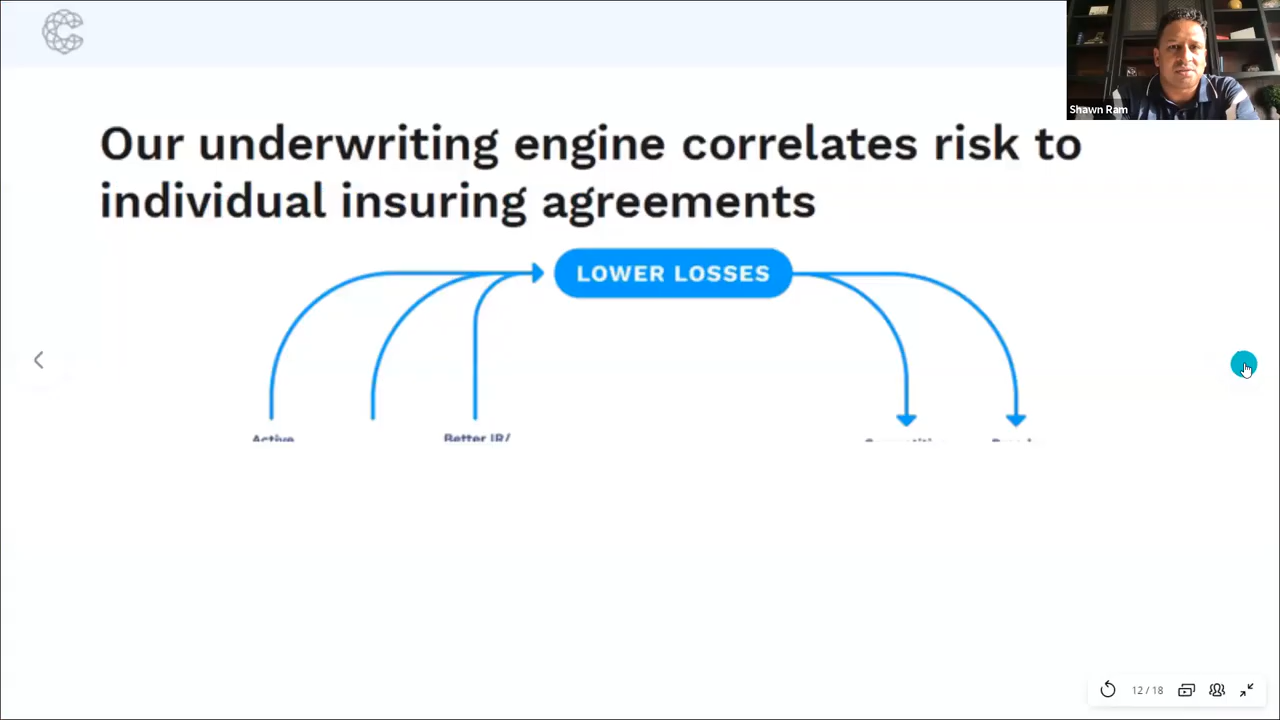 Shawn Ram
Our underwriting engine correlates risk to
individual insuring agreements
LOWER LOSSES
Active
Better IR/
12 / 18